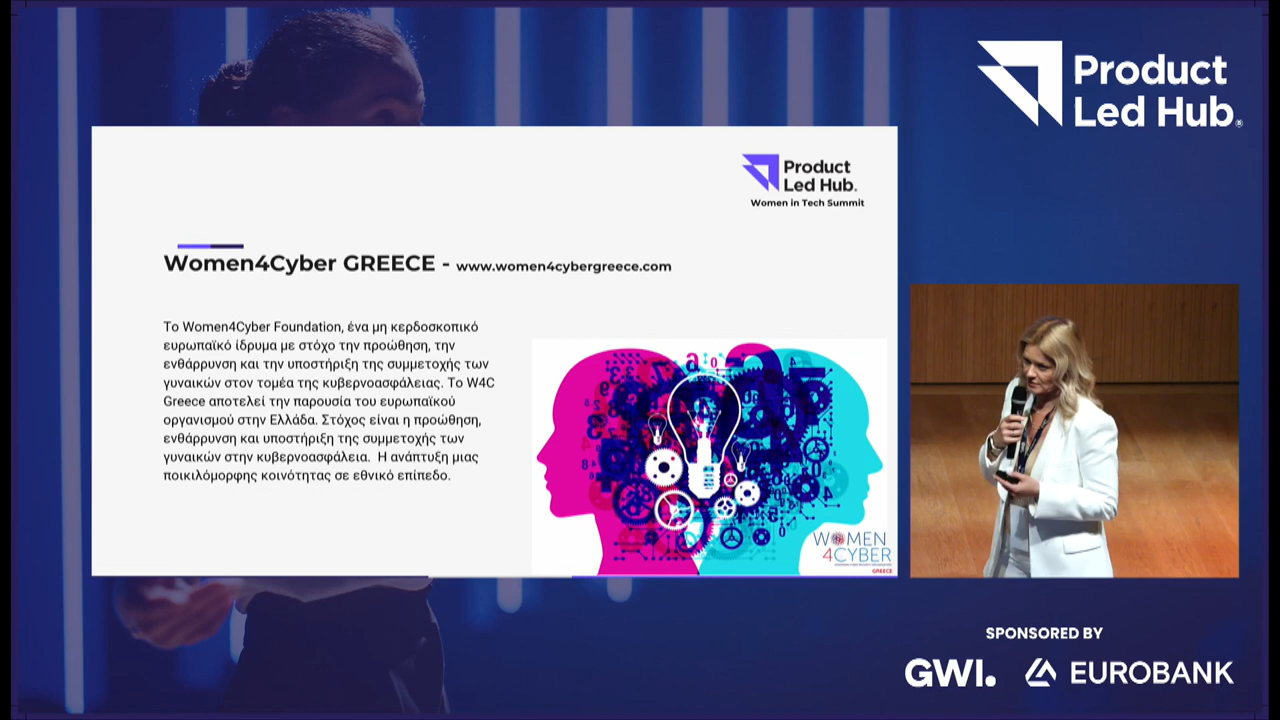 Product
Led Hub®
Product
Led Hub.
Women in Tech Summit
Women4Cyber GREECE - www.women4cybergreece.com
Το Women4Cyber Foundation, ένα μη κερδοσκοπικό
ευρωπαϊκό ίδρυμα με στόχο την προώθηση, την
ενθάρρυνση και την υποστήριξη της συμμετοχής των
γυναικών στον τομέα της κυβερνοασφάλειας. Το W4C
Greece αποτελεί την παρουσία του ευρωπαϊκού
οργανισμού στην Ελλάδα. Στόχος είναι η προώθηση,
ενθάρρυνση και υποστήριξη της συμμετοχής των
γυναικών στην κυβερνοασφάλεια. Η ανάπτυξη μιας
ποικιλόμορφης κοινότητας σε εθνικό επίπεδο.
WOMEN
4CYBER
GREECE
SPONSORED BY
GWI. EUROBANK